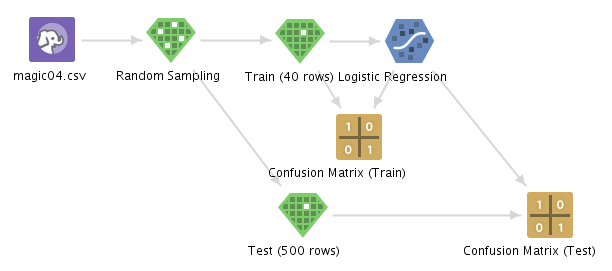 magic04.csv
Random Sampling
Train (40 rows)
Logistic Regression
1 0
0 1
Confusion Matrix (Train)
Test (500 rows)
1 0
0 1
Confusion Matrix (Test)